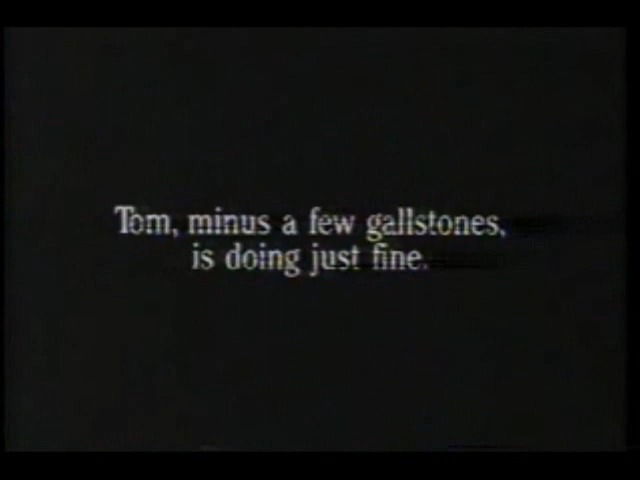 Tom, minus a few gallstones,
is doing just fine.